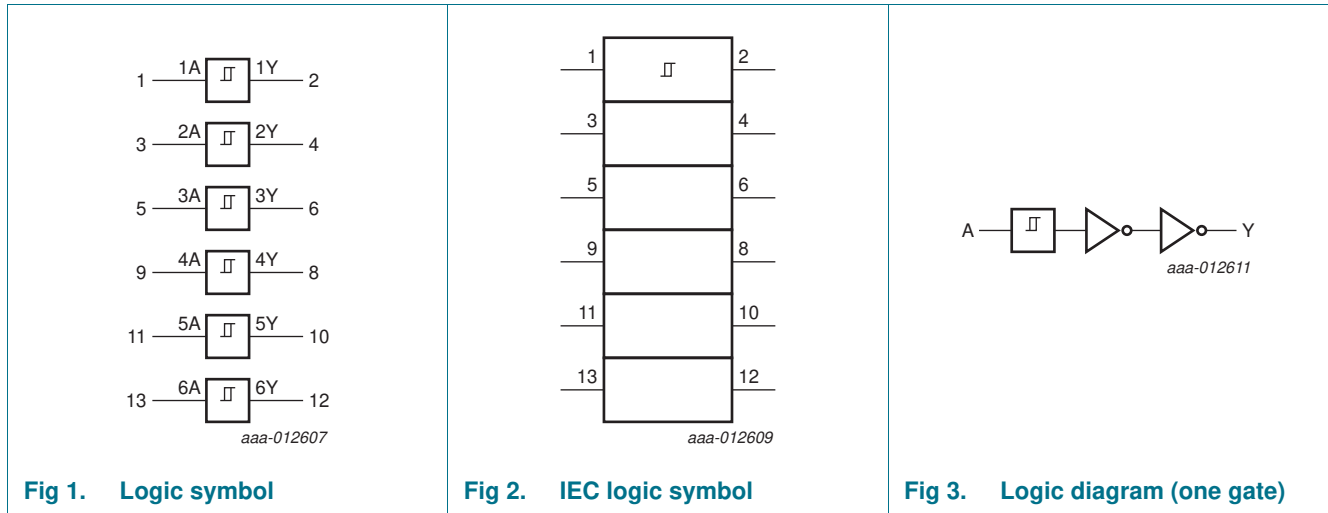 1 1A 1Y 2
3 2A 2Y 4
5 3A 3Y 6
9 4A 4Y 8
11 5A 5Y 10
13 6A 6Y 12
aaa-012607
Fig 1. Logic symbol
1 2
3 4
5 6
9 8
11 10
13 12
aaa-012609
Fig 2. IEC logic symbol
A Y
aaa-012611
Fig 3. Logic diagram (one gate)